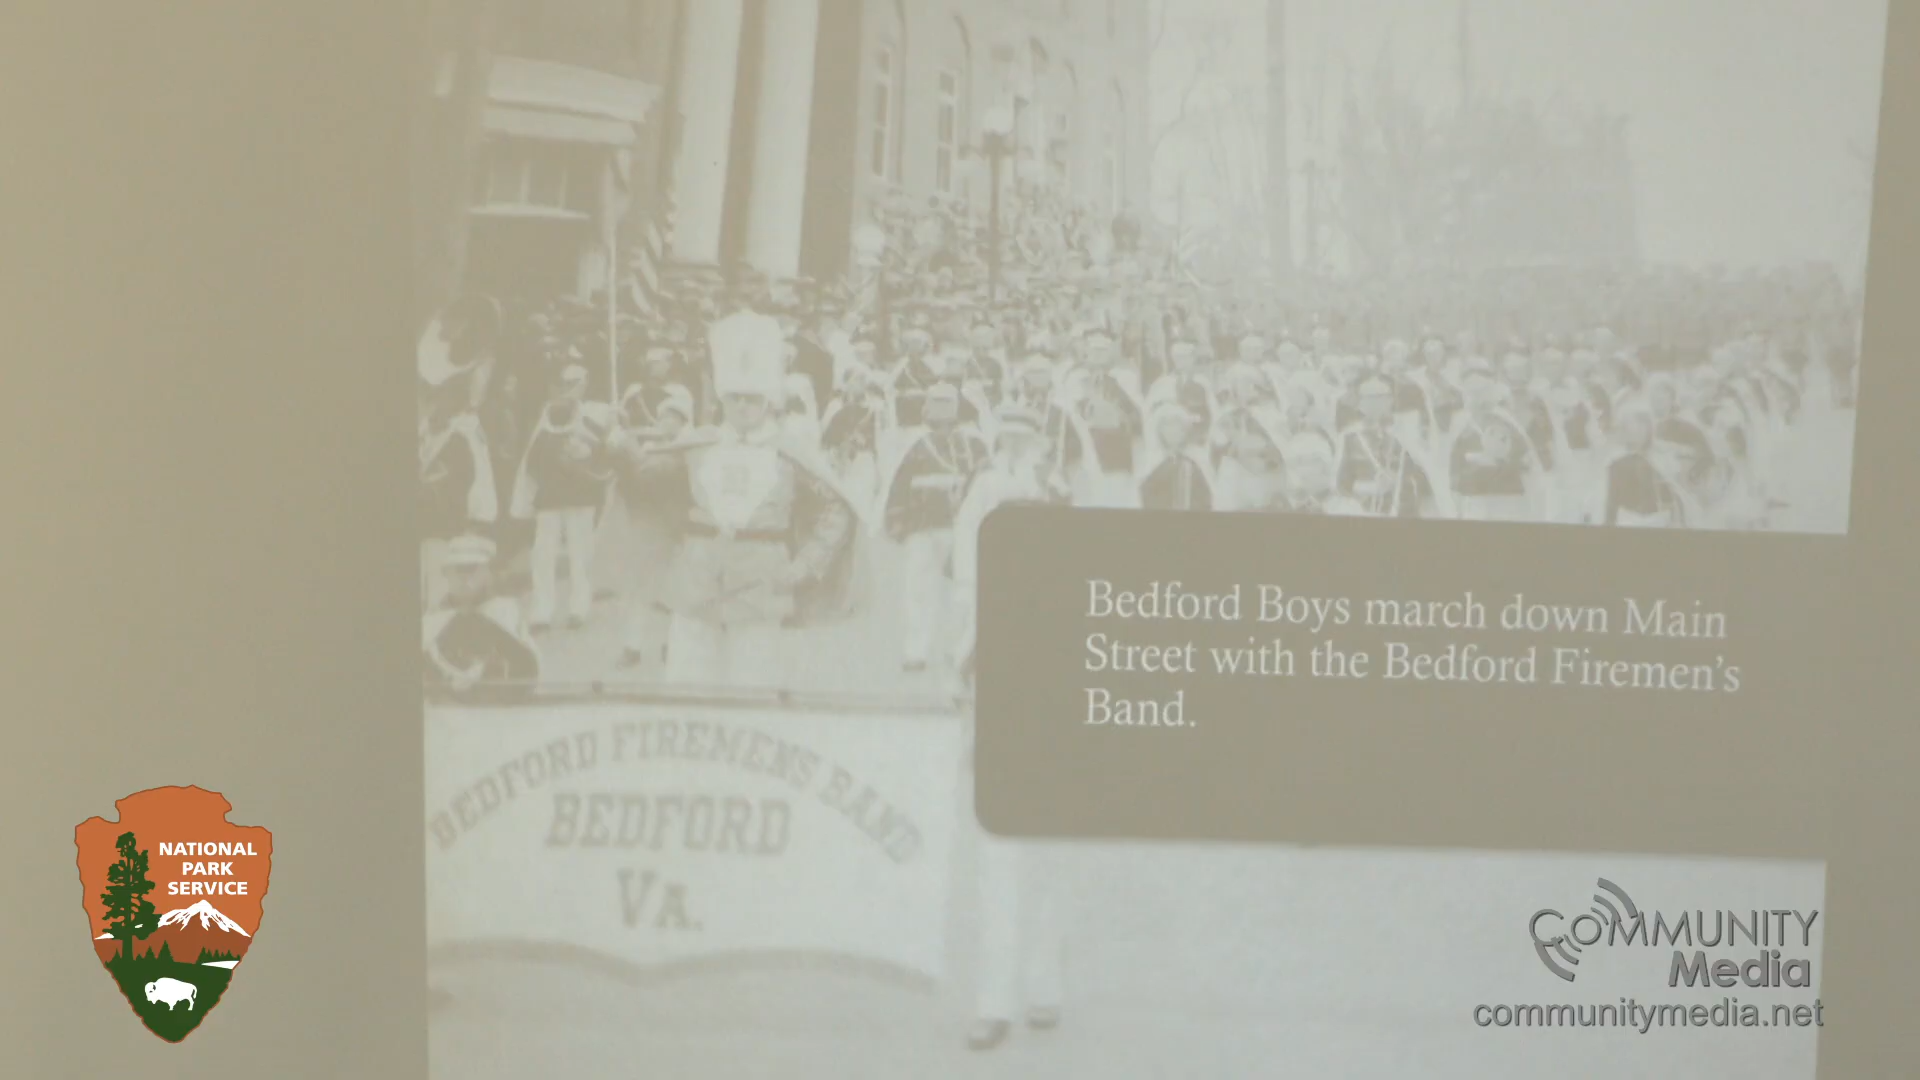 Bedford Boys march down Main
Street with the Bedford Firemen's
Band.
BEDFORD FIREMENS BAND
BEDFORD
VA.
NATIONAL
PARK
SERVICE
COMMUNITY
Media
communitymedia.net